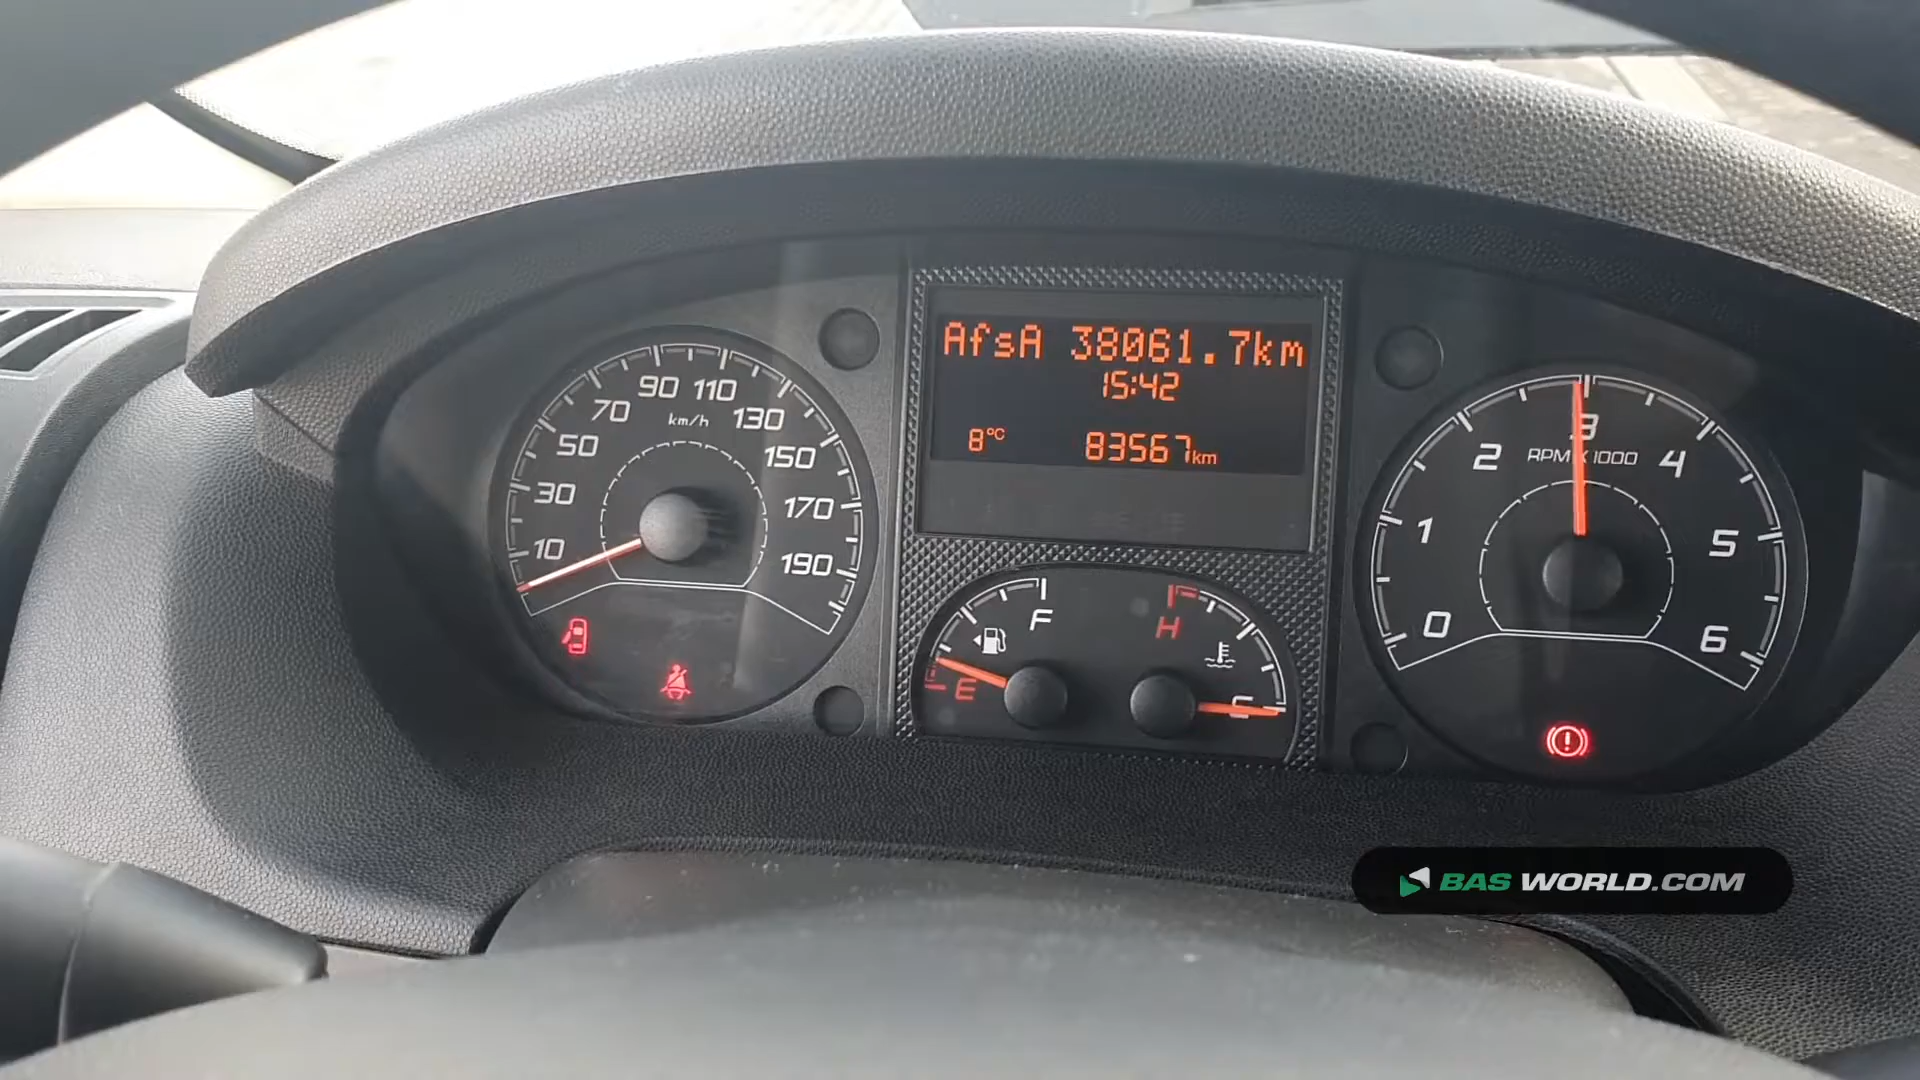 AfsA 38061.7km
15:42
8°C 83567km
10 30 50 70 90 110 130 150 170 190
km/h
F
E
H
C
0 1 2 3 4 5 6
RPM X 1000
BAS WORLD.COM